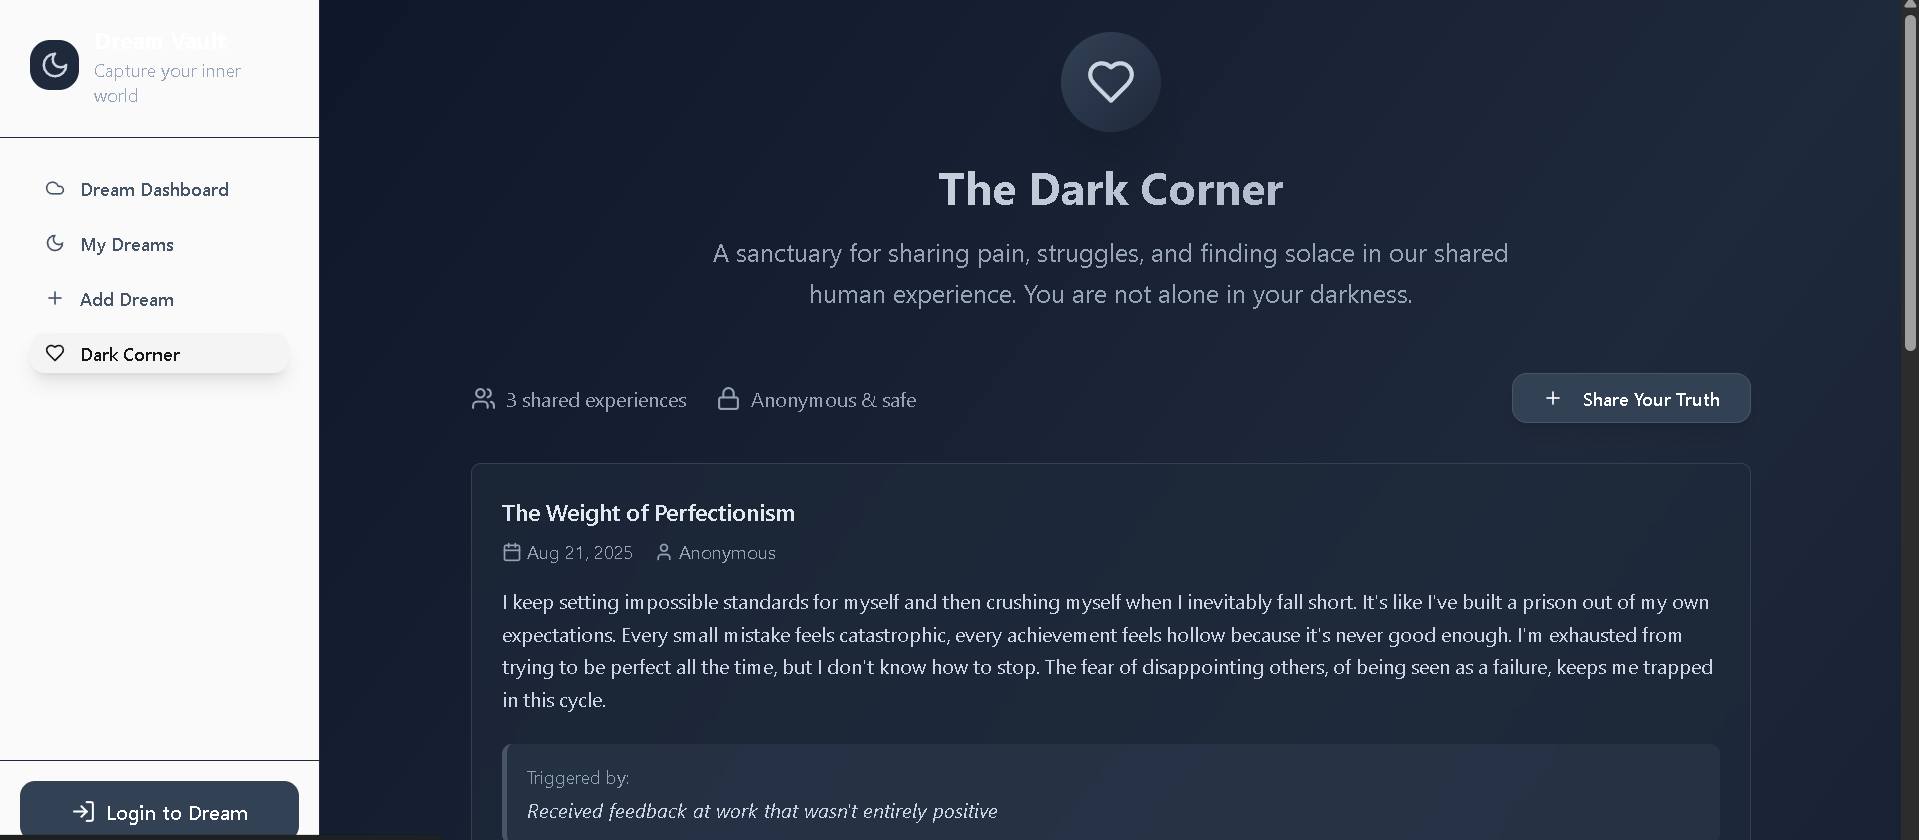 Dream Vault
Capture your inner
world
Dream Dashboard
My Dreams
Add Dream
Dark Corner
Login to Dream
The Dark Corner
A sanctuary for sharing pain, struggles, and finding solace in our shared
human experience. You are not alone in your darkness.
3 shared experiences
Anonymous & safe
Share Your Truth
The Weight of Perfectionism
Aug 21, 2025
Anonymous
I keep setting impossible standards for myself and then crushing myself when I inevitably fall short. It's like I've built a prison out of my own
expectations. Every small mistake feels catastrophic, every achievement feels hollow because it's never good enough. I'm exhausted from
trying to be perfect all the time, but I don't know how to stop. The fear of disappointing others, of being seen as a failure, keeps me trapped
in this cycle.
Triggered by:
Received feedback at work that wasn't entirely positive